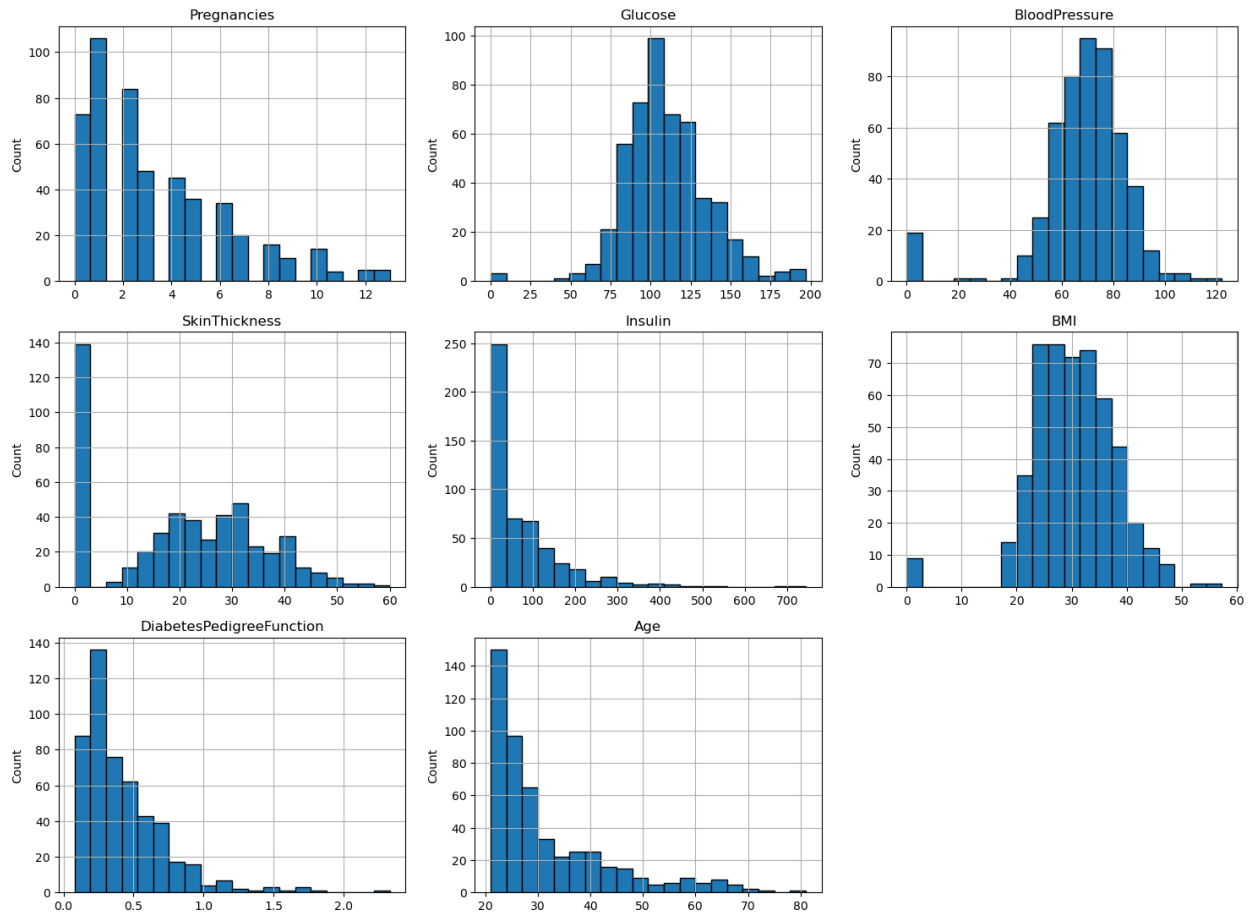 Pregnancies
Count
100
80
60
40
20
0
0 2 4 6 8 10 12
Glucose
Count
100
80
60
40
20
0
0 25 50 75 100 125 150 175 200
BloodPressure
Count
80
60
40
20
0
0 20 40 60 80 100 120
SkinThickness
Count
140
120
100
80
60
40
20
0
0 10 20 30 40 50 60
Insulin
Count
250
200
150
100
50
0
0 100 200 300 400 500 600 700
BMI
Count
70
60
50
40
30
20
10
0
0 10 20 30 40 50 60
DiabetesPedigreeFunction
Count
140
120
100
80
60
40
20
0
0.0 0.5 1.0 1.5 2.0
Age
Count
140
120
100
80
60
40
20
0
20 30 40 50 60 70 80